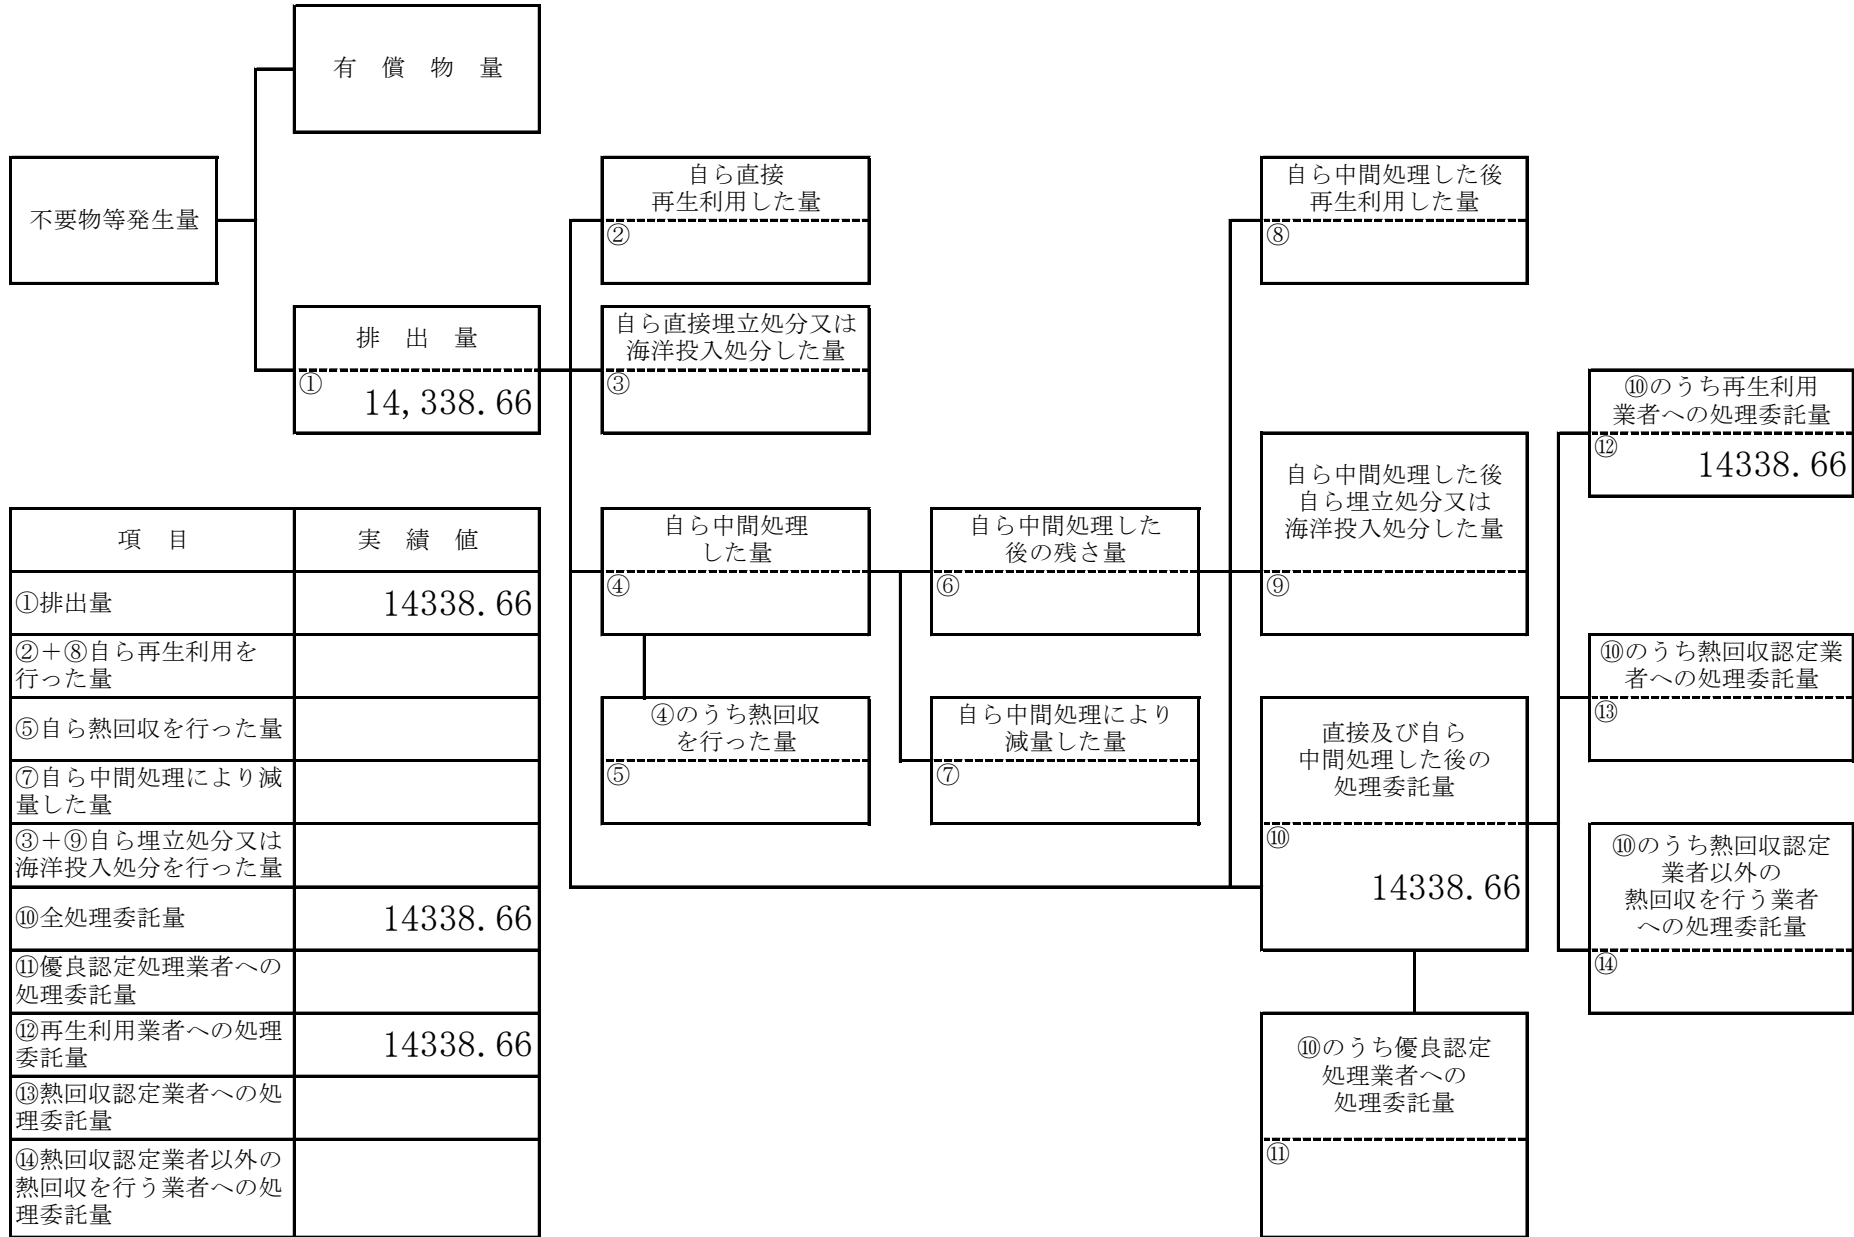 有　償　物　量
不要物等発生量
排　出　量
①
14,338.66
自ら直接
再生利用した量
②
自ら直接埋立処分又は
海洋投入処分した量
③
自ら中間処理
した量
④
④のうち熱回収
を行った量
⑤
自ら中間処理した
後の残さ量
⑥
自ら中間処理により
減量した量
⑦
自ら中間処理した後
再生利用した量
⑧
自ら中間処理した後
自ら埋立処分又は
海洋投入処分した量
⑨
直接及び自ら
中間処理した後の
処理委託量
⑩
14338.66
⑩のうち優良認定
処理業者への
処理委託量
⑪
⑩のうち再生利用
業者への処理委託量
⑫
14338.66
⑩のうち熱回収認定業
者への処理委託量
⑬
⑩のうち熱回収認定
業者以外の
熱回収を行う業者
への処理委託量
⑭
項　目　実　績　値
①排出量　14338.66
②＋⑧自ら再生利用を
行った量
⑤自ら熱回収を行った量
⑦自ら中間処理により減
量した量
③＋⑨自ら埋立処分又は
海洋投入処分を行った量
⑩全処理委託量　14338.66
⑪優良認定処理業者への
処理委託量
⑫再生利用業者への処理
委託量　14338.66
⑬熱回収認定業者への処
理委託量
⑭熱回収認定業者以外の
熱回収を行う業者への処
理委託量